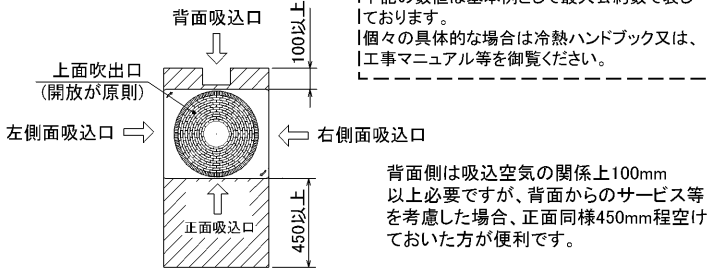 背面吸込口
100以上
下記の数値は基本例として最大公約数で表し
ております。
個々の具体的な場合は冷熱ハンドブック又は、
工事マニュアル等を御覧ください。
上面吹出口
(開放が原則)
左側面吸込口
右側面吸込口
正面吸込口
450以上
背面側は吸込空気の関係上100mm
以上必要ですが、背面からのサービス等
を考慮した場合、正面同様450mm程空け
ておいた方が便利です。